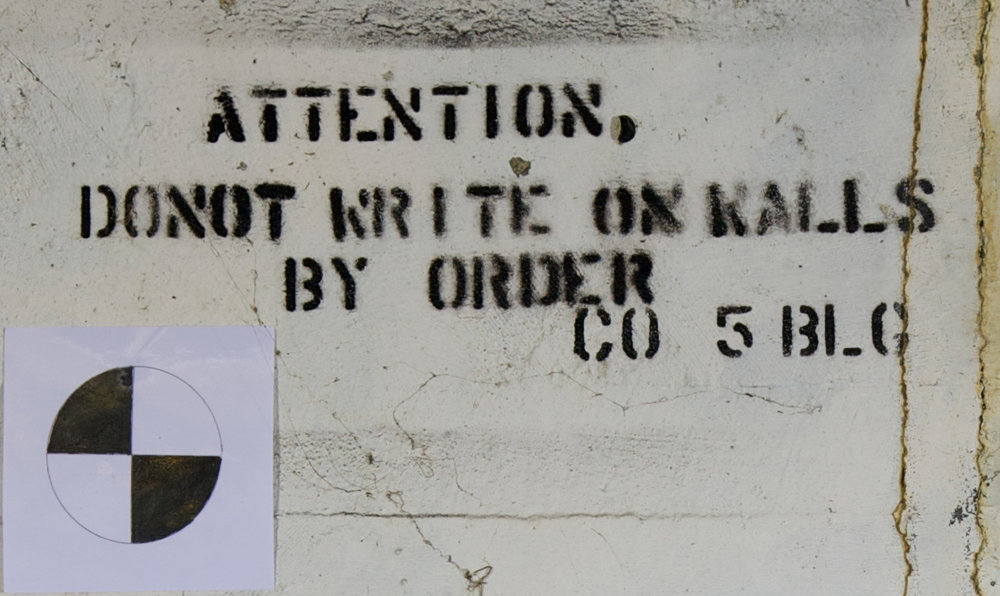 ATTENTION,
DONOT WRITE ON WALLS
BY ORDER
CO 5 BLG